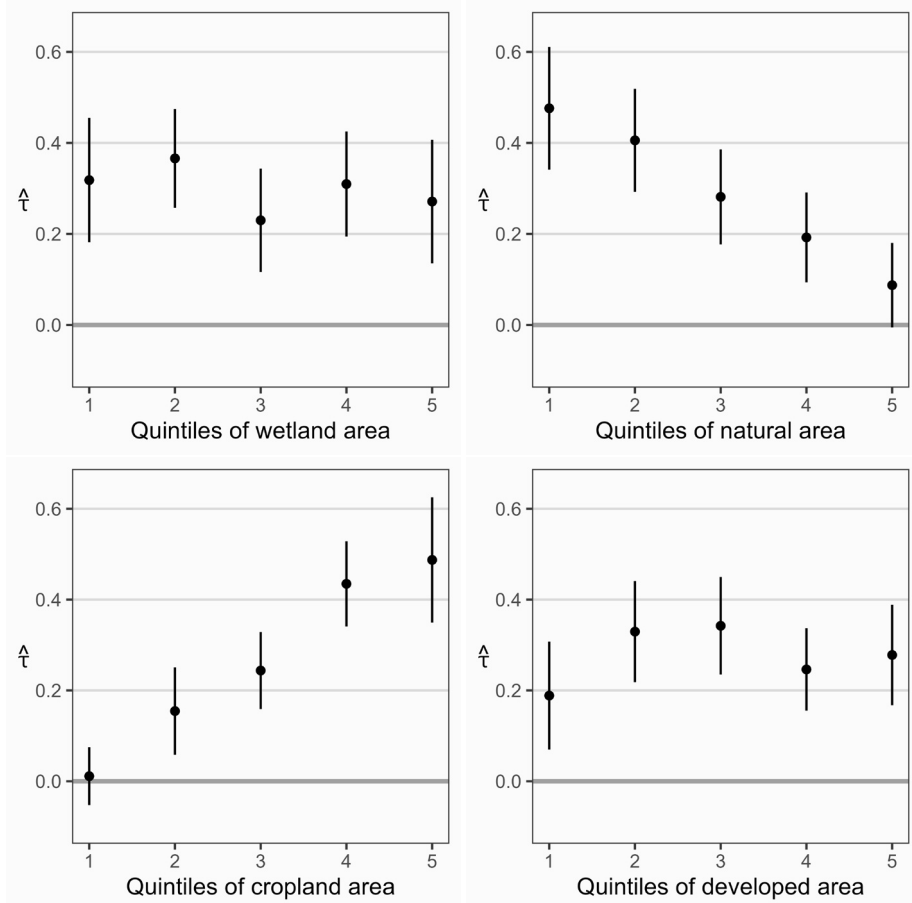 0.6
0.4
0.2
0.0
τ̂
1 2 3 4 5
Quintiles of wetland area
0.6
0.4
0.2
0.0
τ̂
1 2 3 4 5
Quintiles of natural area
0.6
0.4
0.2
0.0
τ̂
1 2 3 4 5
Quintiles of cropland area
0.6
0.4
0.2
0.0
τ̂
1 2 3 4 5
Quintiles of developed area